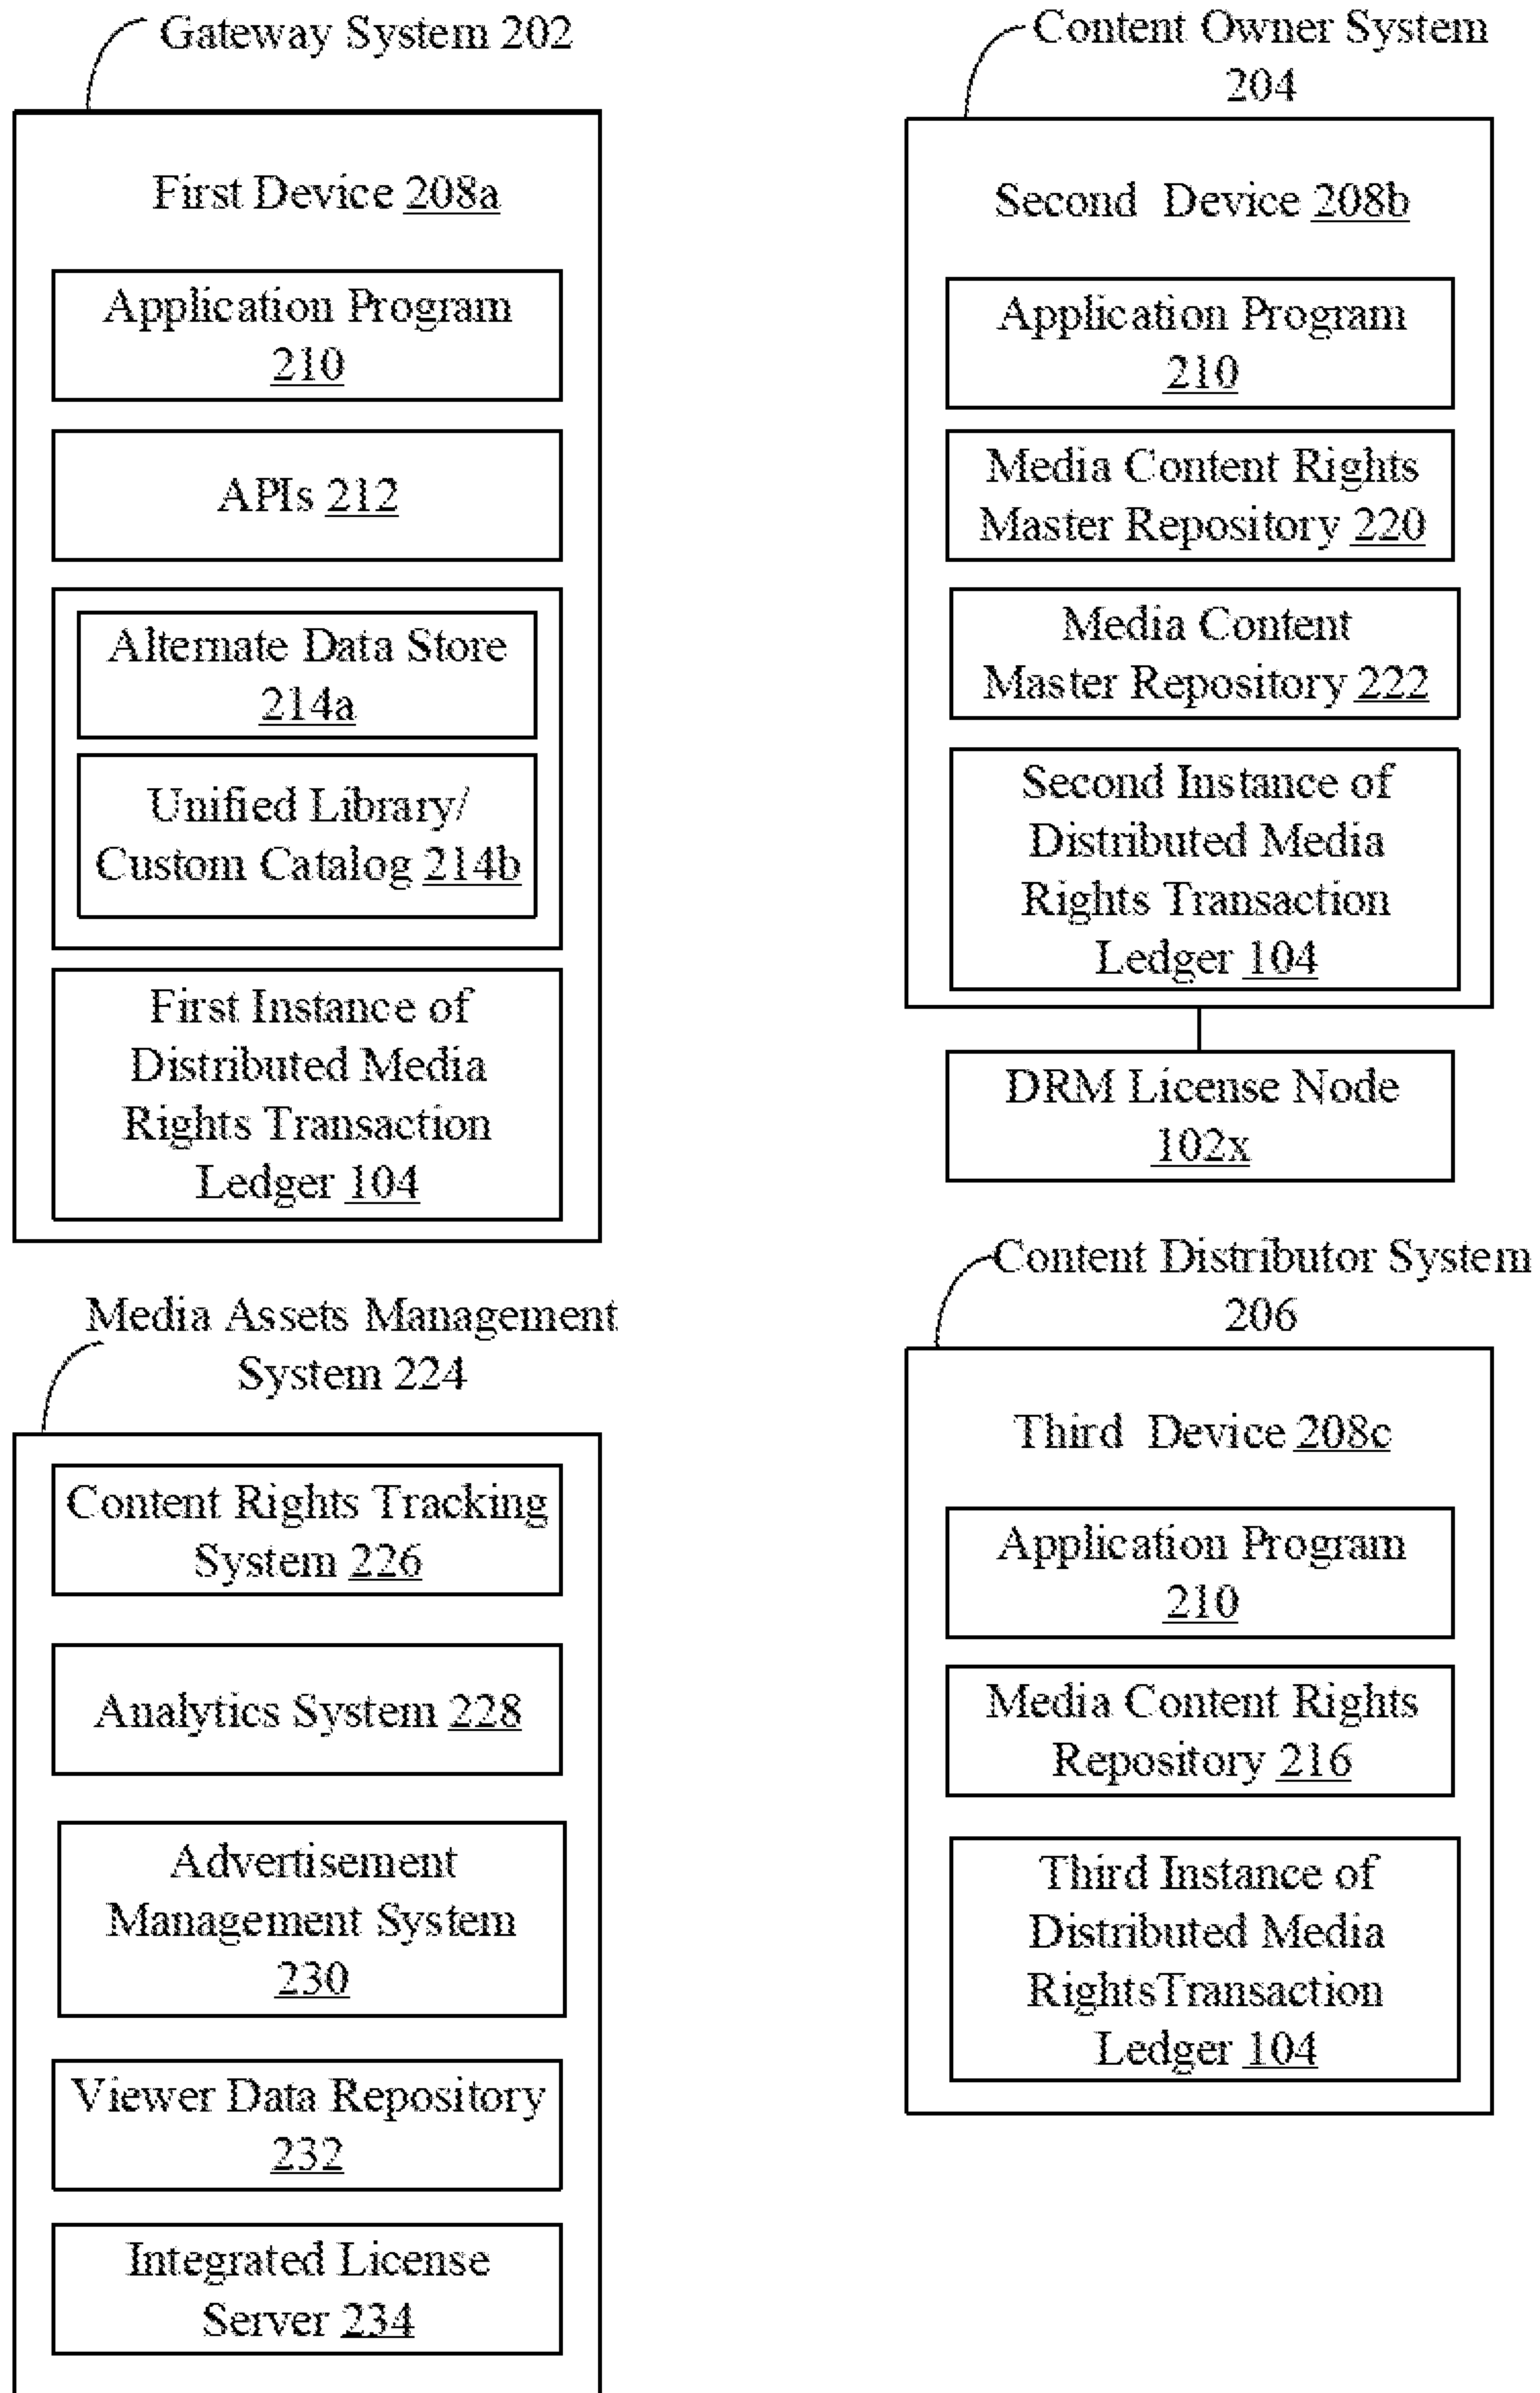 Gateway System 202
First Device 208a
Application Program
210
APIs 212
Alternate Data Store
214a
Unified Library/
Custom Catalog 214b
First Instance of
Distributed Media
Rights Transaction
Ledger 104
Content Owner System
204
Second Device 208b
Application Program
210
Media Content Rights
Master Repository 220
Media Content
Master Repository 222
Second Instance of
Distributed Media
Rights Transaction
Ledger 104
DRM License Node
102x
Media Assets Management
System 224
Content Rights Tracking
System 226
Analytics System 228
Advertisement
Management System
230
Viewer Data Repository
232
Integrated License
Server 234
Content Distributor System
206
Third Device 208c
Application Program
210
Media Content Rights
Repository 216
Third Instance of
Distributed Media
RightsTransaction
Ledger 104